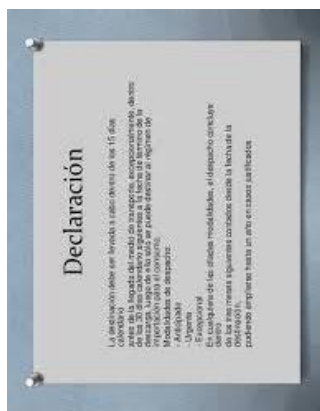 Declaración
La destinación debe ser llevada a cabo dentro de los 15 días
calendario
antes de la llegada del medio de transporte, excepcionalmente, dentro
de los 30 días calendario siguientes a la fecha de término de la
descarga, luego de ello sólo se puede destinar al régimen de
importación para el consumo.
Modalidades de despacho:
- Anticipado
- Urgente
- Excepcional
En cualquiera de las citadas modalidades, el despacho concluye
dentro
de los tres meses siguientes contados desde la fecha de la
destinación,
pudiendo ampliarse hasta un año en casos justificados